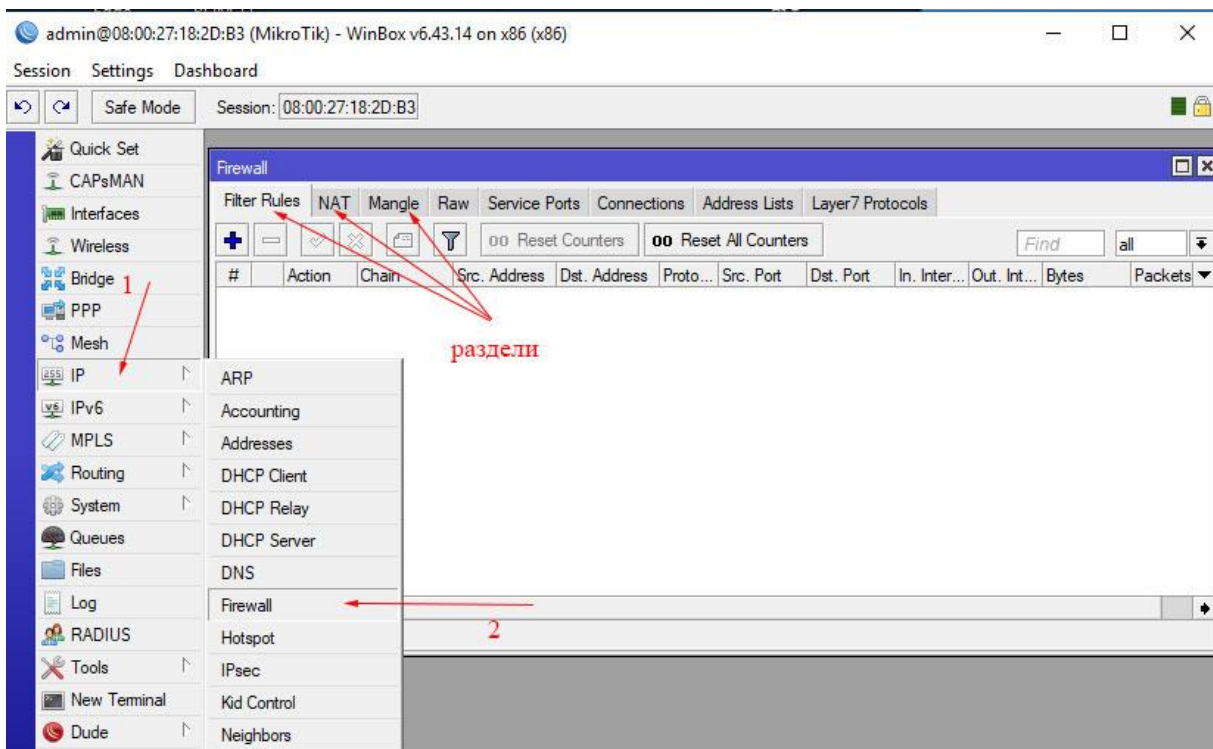 admin@08:00:27:18:2D:B3 (MikroTik) - WinBox v6.43.14 on x86 (x86)
Session Settings Dashboard
Safe Mode Session: 08:00:27:18:2D:B3
Quick Set
CAPsMAN
Interfaces
Wireless
Bridge
PPP
Mesh
IP
IPv6
MPLS
Routing
System
Queues
Files
Log
RADIUS
Tools
New Terminal
Dude
1
Firewall
Filter Rules NAT Mangle Raw Service Ports Connections Address Lists Layer7 Protocols
00 Reset Counters 00 Reset All Counters Find all
# Action Chain Src. Address Dst. Address Proto... Src. Port Dst. Port In. Inter... Out. Int... Bytes Packets
раздели
ARP
Accounting
Addresses
DHCP Client
DHCP Relay
DHCP Server
DNS
Firewall
Hotspot
IPsec
Kid Control
Neighbors
2